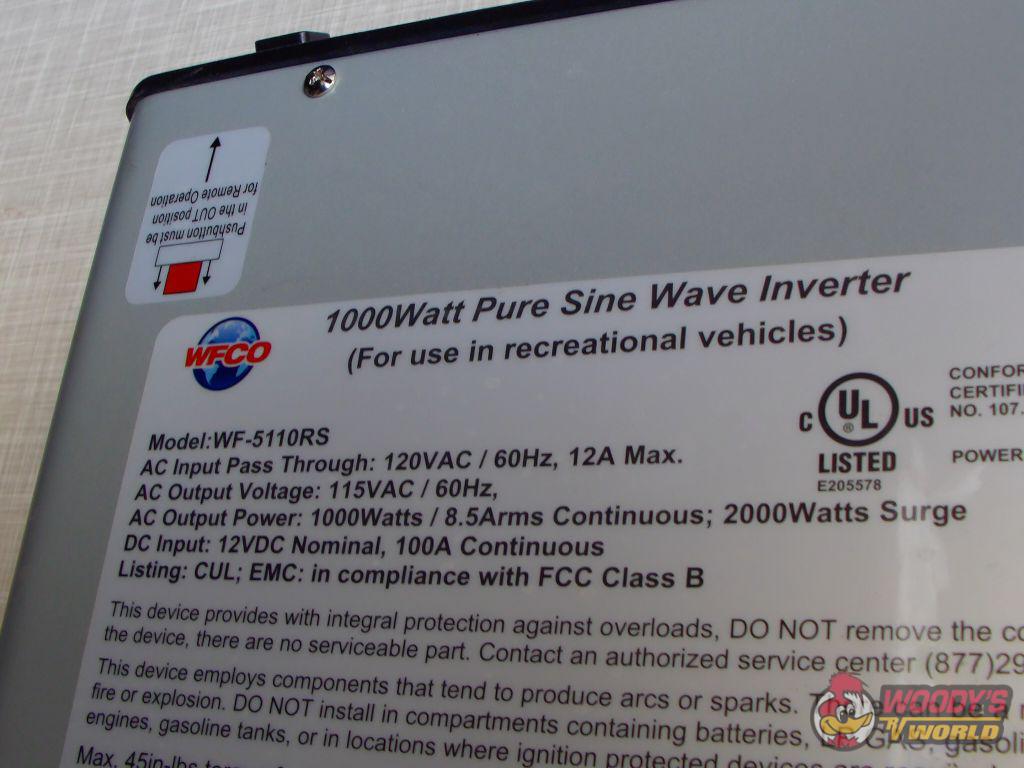 Pushbutton must be
in the OUT position
for Remote Operation
WFCO
1000Watt Pure Sine Wave Inverter
(For use in recreational vehicles)
C UL US
®
LISTED
E205578
CONFOR
CERTIFI
NO. 107.
POWER
Model:WF-5110RS
AC Input Pass Through: 120VAC / 60Hz, 12A Max.
AC Output Voltage: 115VAC / 60Hz,
AC Output Power: 1000Watts / 8.5Arms Continuous; 2000Watts Surge
DC Input: 12VDC Nominal, 100A Continuous
Listing: CUL; EMC: in compliance with FCC Class B
This device provides with integral protection against overloads, DO NOT remove the co
the device, there are no serviceable part. Contact an authorized service center (877)29
This device employs components that tend to produce arcs or sparks. be a
fire or explosion. DO NOT install in compartments containing batteries, gasoli
engines, gasoline tanks, or in locations where ignition protected devices are
Max. 45in-lbs
WOODY'S
RV WORLD